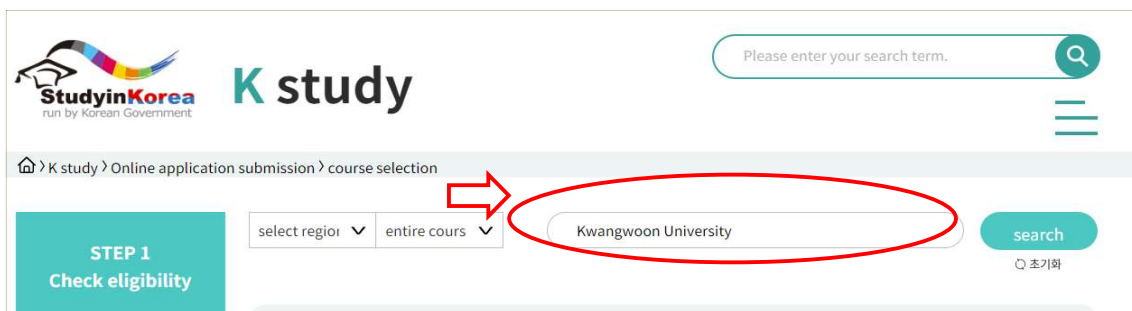 StudyinKorea
run by Korean Government
K study
Please enter your search term.
K study > Online application submission > course selection
STEP 1
Check eligibility
select region
entire cours
Kwangwoon University
search
초기화